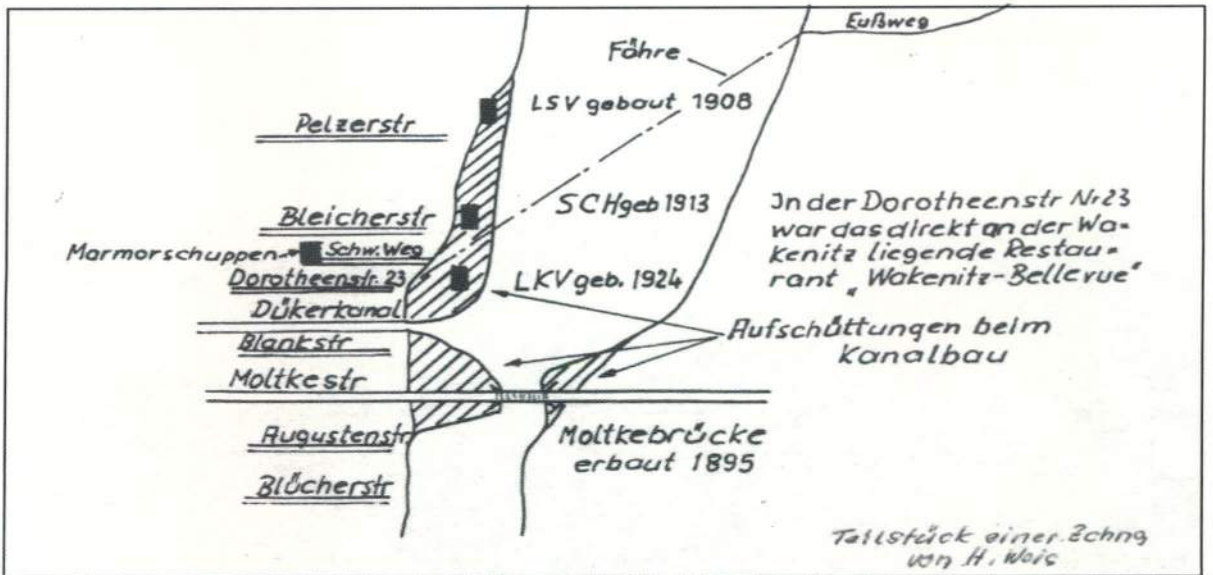 Eußweg
Föhre
LSV gebaut 1908
Pelzerstr
SCH geb 1913
Bleicherstr
Marmorschuppen
Schw. Weg
Dorotheenstr. 23
LKV geb. 1924
Dükerkanal
Blankstr
Moltkestr
Augustenstr
Blücherstr
In der Dorotheenstr Nr 23
war das direkt an der Wa=
kenitz liegende Restau=
rant „Wakenitz-Bellevue"
Aufschüttungen beim
Kanalbau
Moltkebrücke
erbaut 1895
Teilstück einer Zchng
von H. Weis